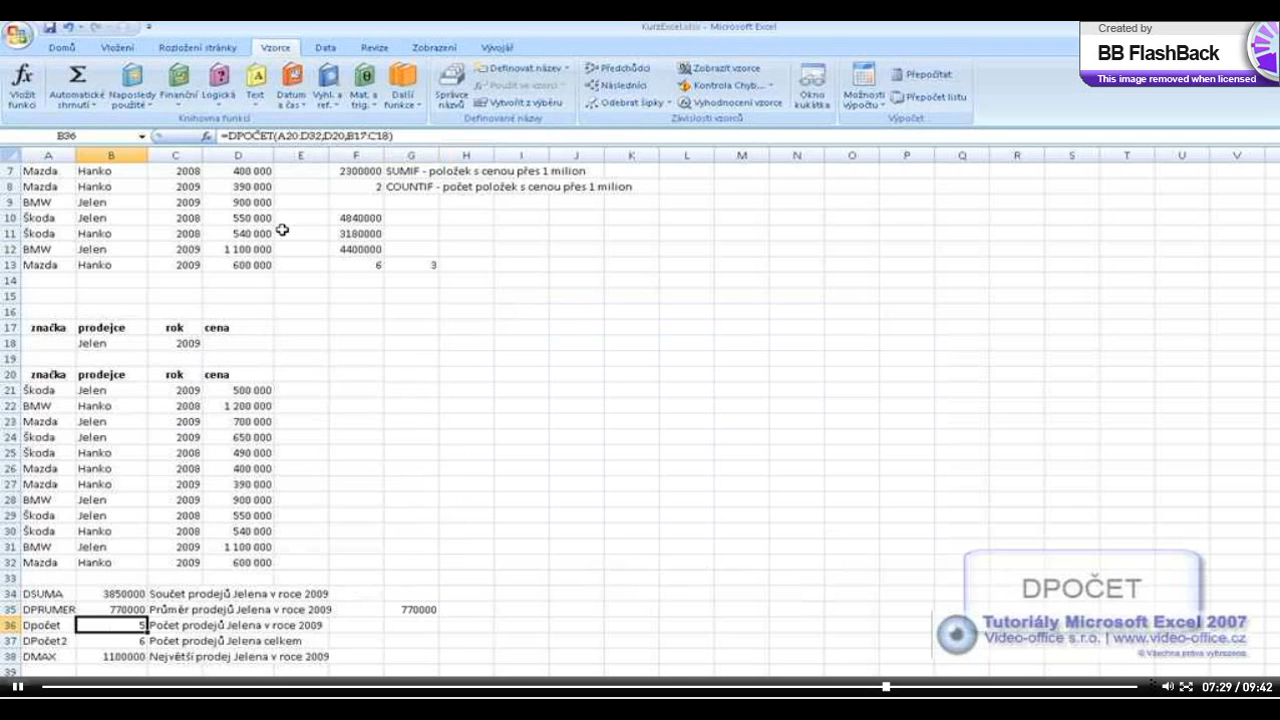 KurzExcel.xlsx - Microsoft Excel
Created by
BB FlashBack
This image removed when licensed
Domů Vložení Rozložení stránky Vzorce Data Revize Zobrazení Vývojář
Vložit funkci
Automatické shrnutí
Naposledy použité
Finanční
Logická
Text
Datum a čas
Vyhl. a ref.
Mat. a trig.
Další funkce
Správce názvů
Definovat název
Použít ve vzorci
Vytvořit z výběru
Předchůdci
Následníci
Odebrat šipky
Zobrazit vzorce
Kontrola Chyb...
Vyhodnocení vzorce
Okno kukátka
Možnosti výpočtu
Přepočítat
Přepočet listu
Knihovna funkcí Definované názvy Závislosti vzorců Výpočet
B36 fx =DPOČET(A20:D32,D20,B17:C18)
A B C D E F G H I J K L M N O P Q R S T U V
7 Mazda Hanko 2008 400 000 2300000 SUMIF - položek s cenou přes 1 milion
8 Mazda Hanko 2009 390 000 2 COUNTIF - počet položek s cenou přes 1 milion
9 BMW Jelen 2009 900 000
10 Škoda Jelen 2008 550 000 4840000
11 Škoda Hanko 2008 540 000 3180000
12 BMW Jelen 2009 1 100 000 4400000
13 Mazda Hanko 2009 600 000 6 3
14
15
16
17 značka prodejce rok cena
18 Jelen 2009
19
20 značka prodejce rok cena
21 Škoda Jelen 2009 500 000
22 BMW Hanko 2008 1 200 000
23 Mazda Jelen 2009 700 000
24 Škoda Jelen 2009 650 000
25 Škoda Hanko 2008 490 000
26 Mazda Hanko 2008 400 000
27 Mazda Hanko 2009 390 000
28 BMW Jelen 2009 900 000
29 Škoda Jelen 2008 550 000
30 Škoda Hanko 2008 540 000
31 BMW Jelen 2009 1 100 000
32 Mazda Hanko 2009 600 000
33
34 DSUMA 3850000 Součet prodejů Jelena v roce 2009
35 DPRUMER 770000 Průměr prodejů Jelena v roce 2009 770000
36 Dpočet 5 Počet prodejů Jelena v roce 2009
37 DPočet2 6 Počet prodejů Jelena celkem
38 DMAX 1100000 Největší prodej Jelena v roce 2009
39
DPOČET
Tutoriály Microsoft Excel 2007
Video-office s.r.o. | www.video-office.cz
© Všechna práva vyhrazena.
07:29 / 09:42